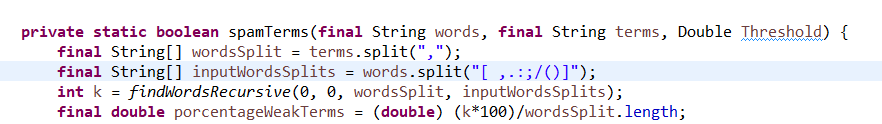 private static boolean spamTerms(final String words, final String terms, Double Threshold) {
final String[] wordsSplit = terms.split(",");
final String[] inputWordsSplits = words.split("[ ,.:;/()]");
int k = findWordsRecursive(0, 0, wordsSplit, inputWordsSplits);
final double porcentageWeakTerms = (double) (k*100)/wordsSplit.length;